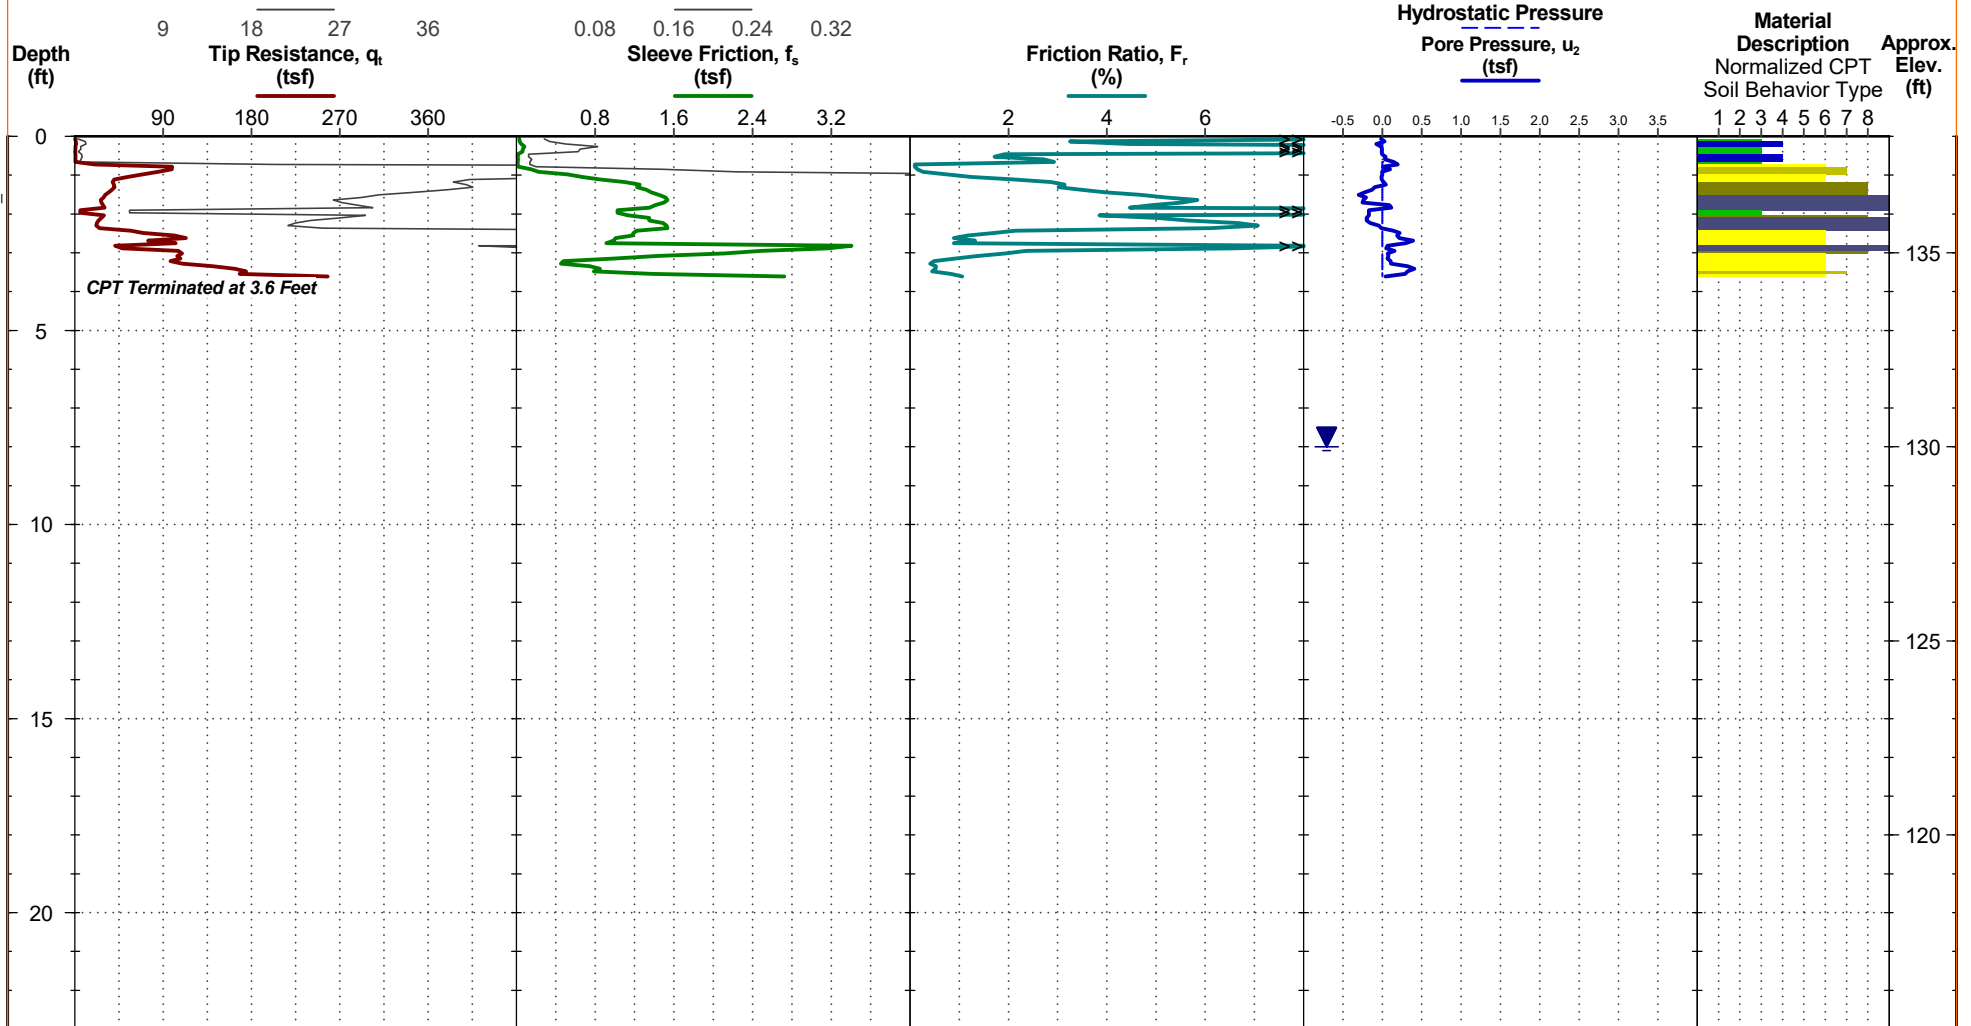 9 18 27 36 0.08 0.16 0.24 0.32
Hydrostatic Pressure
Depth
(ft)
Tip Resistance, qt
(tsf)
Sleeve Friction, fs
(tsf)
Friction Ratio, Fr
(%)
Pore Pressure, u2
(tsf)
Material
Description
Normalized CPT
Soil Behavior Type
Approx.
Elev.
(ft)
90 180 270 360 0.8 1.6 2.4 3.2 2 4 6 -0.5 0.0 0.5 1.0 1.5 2.0 2.5 3.0 3.5 1 2 3 4 5 6 7 8
0
135
CPT Terminated at 3.6 Feet
5
130
10
125
15
120
20